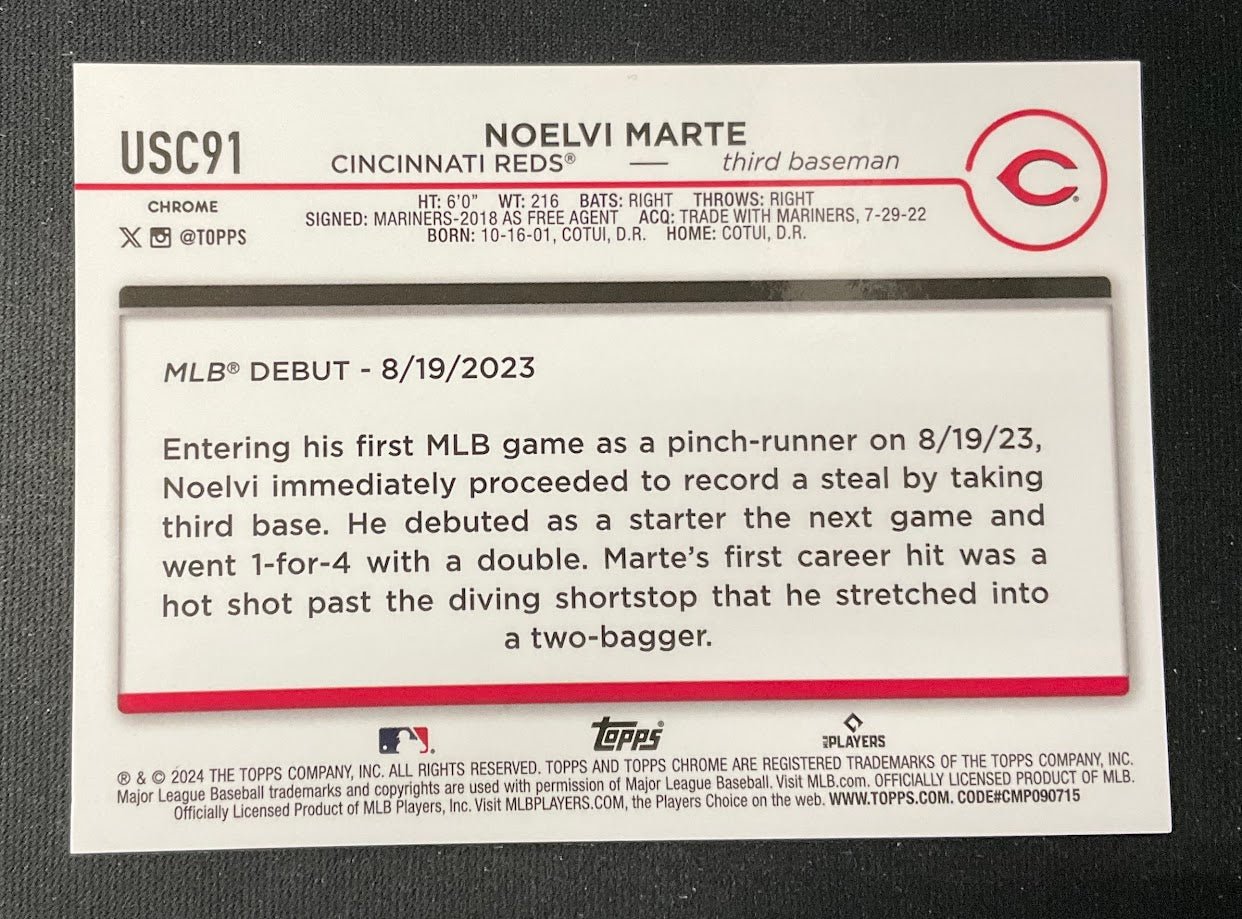 USC91
NOELVI MARTE
CINCINNATI REDS® — third baseman
CHROME
@TOPPS
HT: 6'0" WT: 216 BATS: RIGHT THROWS: RIGHT
SIGNED: MARINERS-2018 AS FREE AGENT ACQ: TRADE WITH MARINERS, 7-29-22
BORN: 10-16-01, COTUI, D.R. HOME: COTUI, D.R.
MLB® DEBUT - 8/19/2023
Entering his first MLB game as a pinch-runner on 8/19/23,
Noelvi immediately proceeded to record a steal by taking
third base. He debuted as a starter the next game and
went 1-for-4 with a double. Marte's first career hit was a
hot shot past the diving shortstop that he stretched into
a two-bagger.
topps®
PLAYERS
® & © 2024 THE TOPPS COMPANY, INC. ALL RIGHTS RESERVED. TOPPS AND TOPPS CHROME ARE REGISTERED TRADEMARKS OF THE TOPPS COMPANY, INC.
Major League Baseball trademarks and copyrights are used with permission of Major League Baseball. Visit MLB.com. OFFICIALLY LICENSED PRODUCT OF MLB.
Officially Licensed Product of MLB Players, Inc. Visit MLBPLAYERS.COM, the Players Choice on the web. WWW.TOPPS.COM. CODE#CMP090715